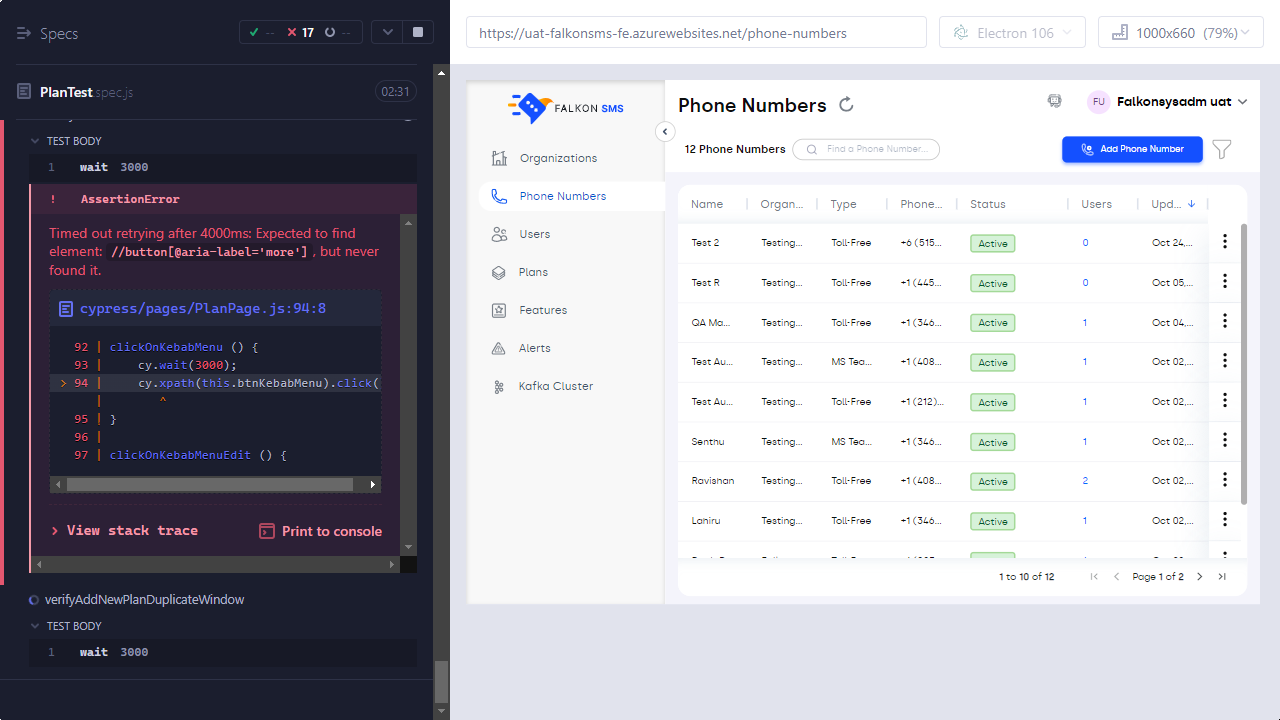 Specs
--
17
--
https://uat-falkonsms-fe.azurewebsites.net/phone-numbers
Electron 106
1000x660 (79%)
PlanTest spec.js
02:31
TEST BODY
1 wait 3000
! AssertionError
Timed out retrying after 4000ms: Expected to find
element: //button[@aria-label='more'], but never
found it.
cypress/pages/PlanPage.js:94:8
92 | clickOnKebabMenu () {
93 | cy.wait(3000);
> 94 | cy.xpath(this.btnKebabMenu).click(
| ^
95 | }
96 |
97 | clickOnKebabMenuEdit () {
> View stack trace
Print to console
verifyAddNewPlanDuplicateWindow
TEST BODY
1 wait 3000
FALKON SMS
Organizations
Phone Numbers
Users
Plans
Features
Alerts
Kafka Cluster
Phone Numbers
FU Falkonsysadm uat
12 Phone Numbers
Find a Phone Number...
Add Phone Number
Name Organ... Type Phone... Status Users Upd...
Test 2 Testing... Toll-Free +6 (515... Active 0 Oct 24,...
Test R Testing... Toll-Free +1 (445... Active 0 Oct 05,...
QA Ma... Testing... Toll-Free +1 (346... Active 1 Oct 04,...
Test Au... Testing... MS Tea... +1 (408... Active 1 Oct 02,...
Test Au... Testing... Toll-Free +1 (212)... Active 1 Oct 02,...
Senthu Testing... MS Tea... +1 (346... Active 1 Oct 02,...
Ravishan Testing... Toll-Free +1 (408... Active 2 Oct 02,...
Lahiru Testing... Toll-Free +1 (346... Active 1 Oct 02,...
1 to 10 of 12
Page 1 of 2